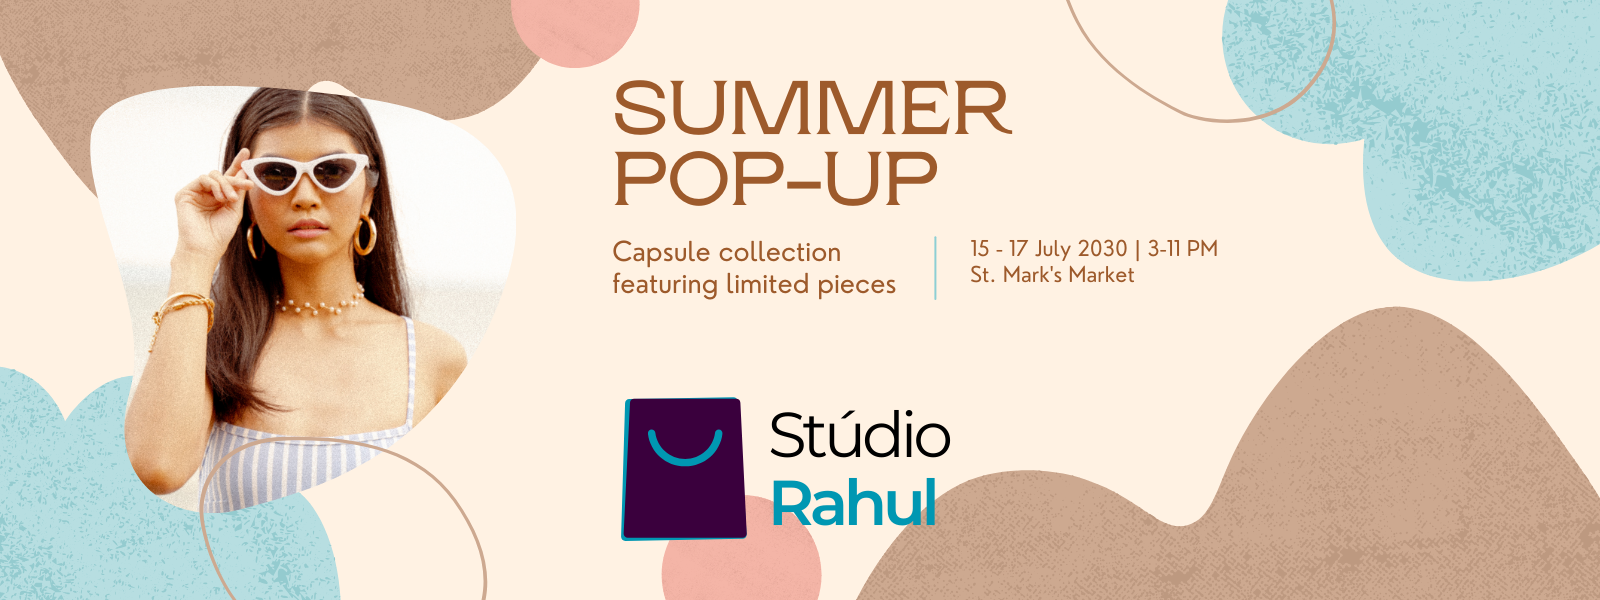 SUMMER
POP-UP
Capsule collection
featuring limited pieces
15 - 17 July 2030 | 3-11 PM
St. Mark's Market
Stúdio
Rahul